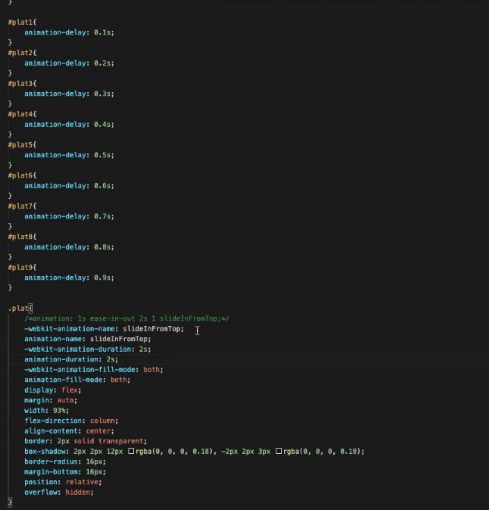 }
#plat1{
animation-delay: 0.1s;
}
#plat2{
animation-delay: 0.2s;
}
#plat3{
animation-delay: 0.3s;
}
#plat4{
animation-delay: 0.4s;
}
#plat5{
animation-delay: 0.5s;
}
#plat6{
animation-delay: 0.6s;
}
#plat7{
animation-delay: 0.7s;
}
#plat8{
animation-delay: 0.8s;
}
#plat9{
animation-delay: 0.9s;
}
.plat{
/*animation: 1s ease-in-out 2s 1 slideInFromTop;*/
-webkit-animation-name: slideInFromTop;
animation-name: slideInFromTop;
-webkit-animation-duration: 2s;
animation-duration: 2s;
-webkit-animation-fill-mode: both;
animation-fill-mode: both;
display: flex;
margin: auto;
width: 93%;
flex-direction: column;
align-content: center;
border: 2px solid transparent;
box-shadow: 2px 2px 12px rgba(0, 0, 0, 0.18), -2px 2px 3px rgba(0, 0, 0, 0.18);
border-radius: 16px;
margin-bottom: 16px;
position: relative;
overflow: hidden;
}